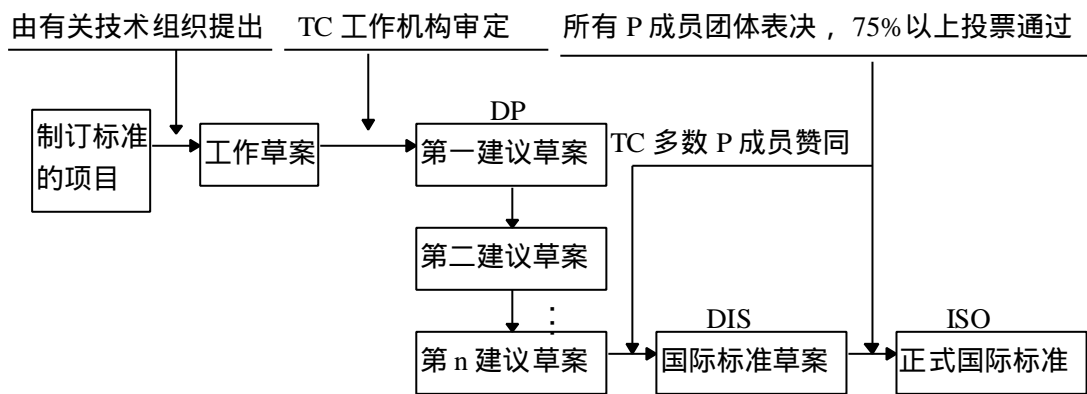 由有关技术组织提出
TC 工作机构审定
所有 P 成员团体表决，75%以上投票通过
制订标准
的项目
工作草案
DP
第一建议草案
TC 多数 P 成员赞同
第二建议草案
⋮
第 n 建议草案
DIS
国际标准草案
ISO
正式国际标准